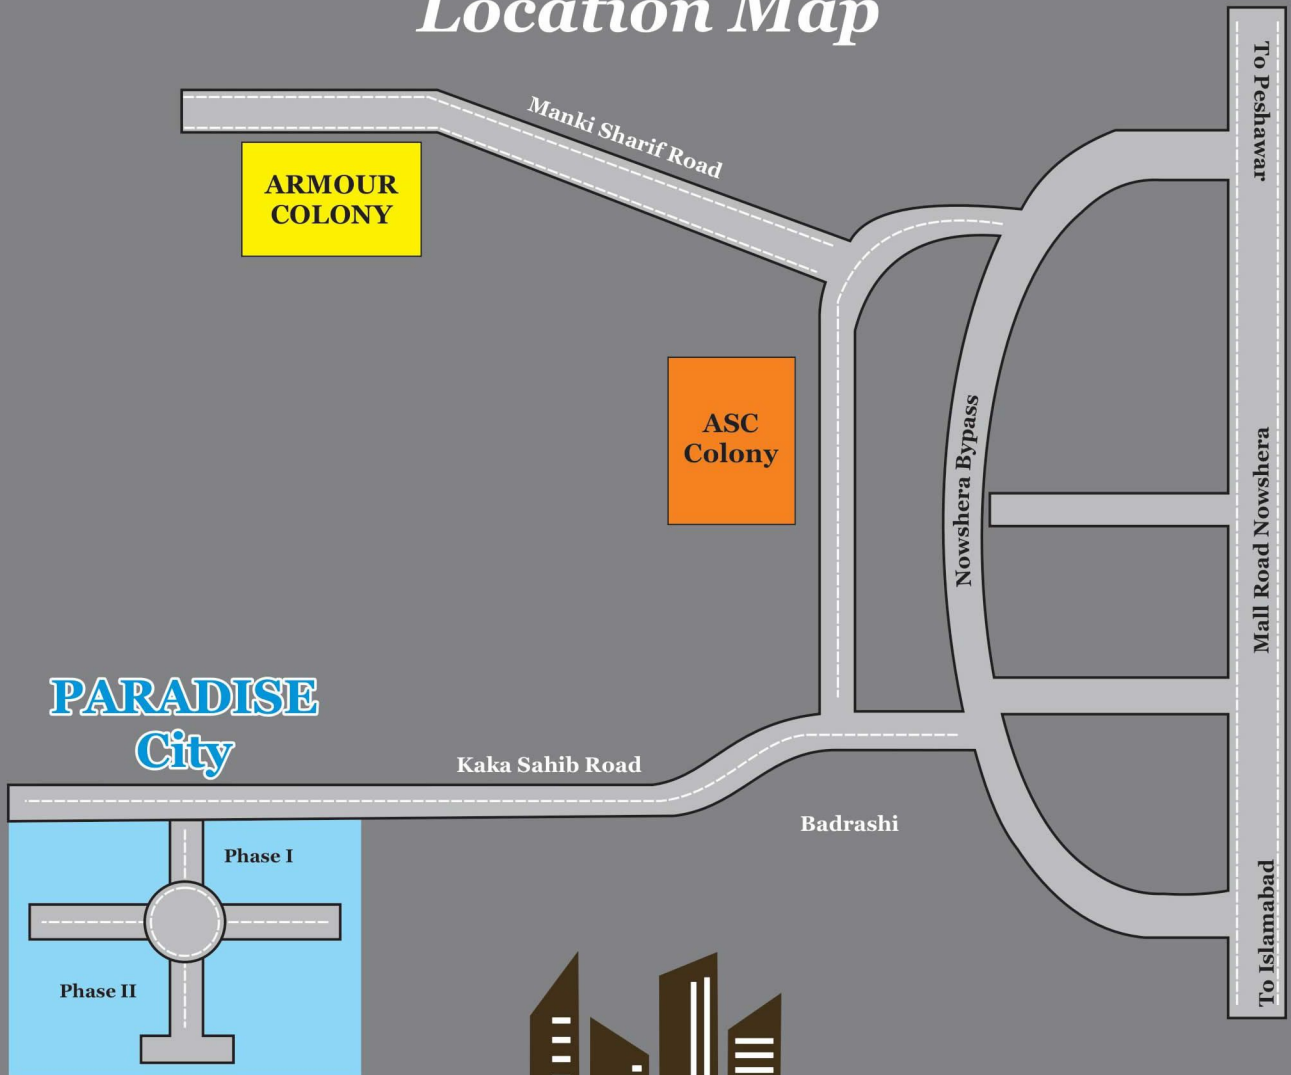 Location Map
To Peshawar
Manki Sharif Road
ARMOUR
COLONY
ASC
Colony
Nowshera Bypass
Mall Road Nowshera
PARADISE
City
Kaka Sahib Road
Badrashi
Phase I
To Islamabad
Phase II